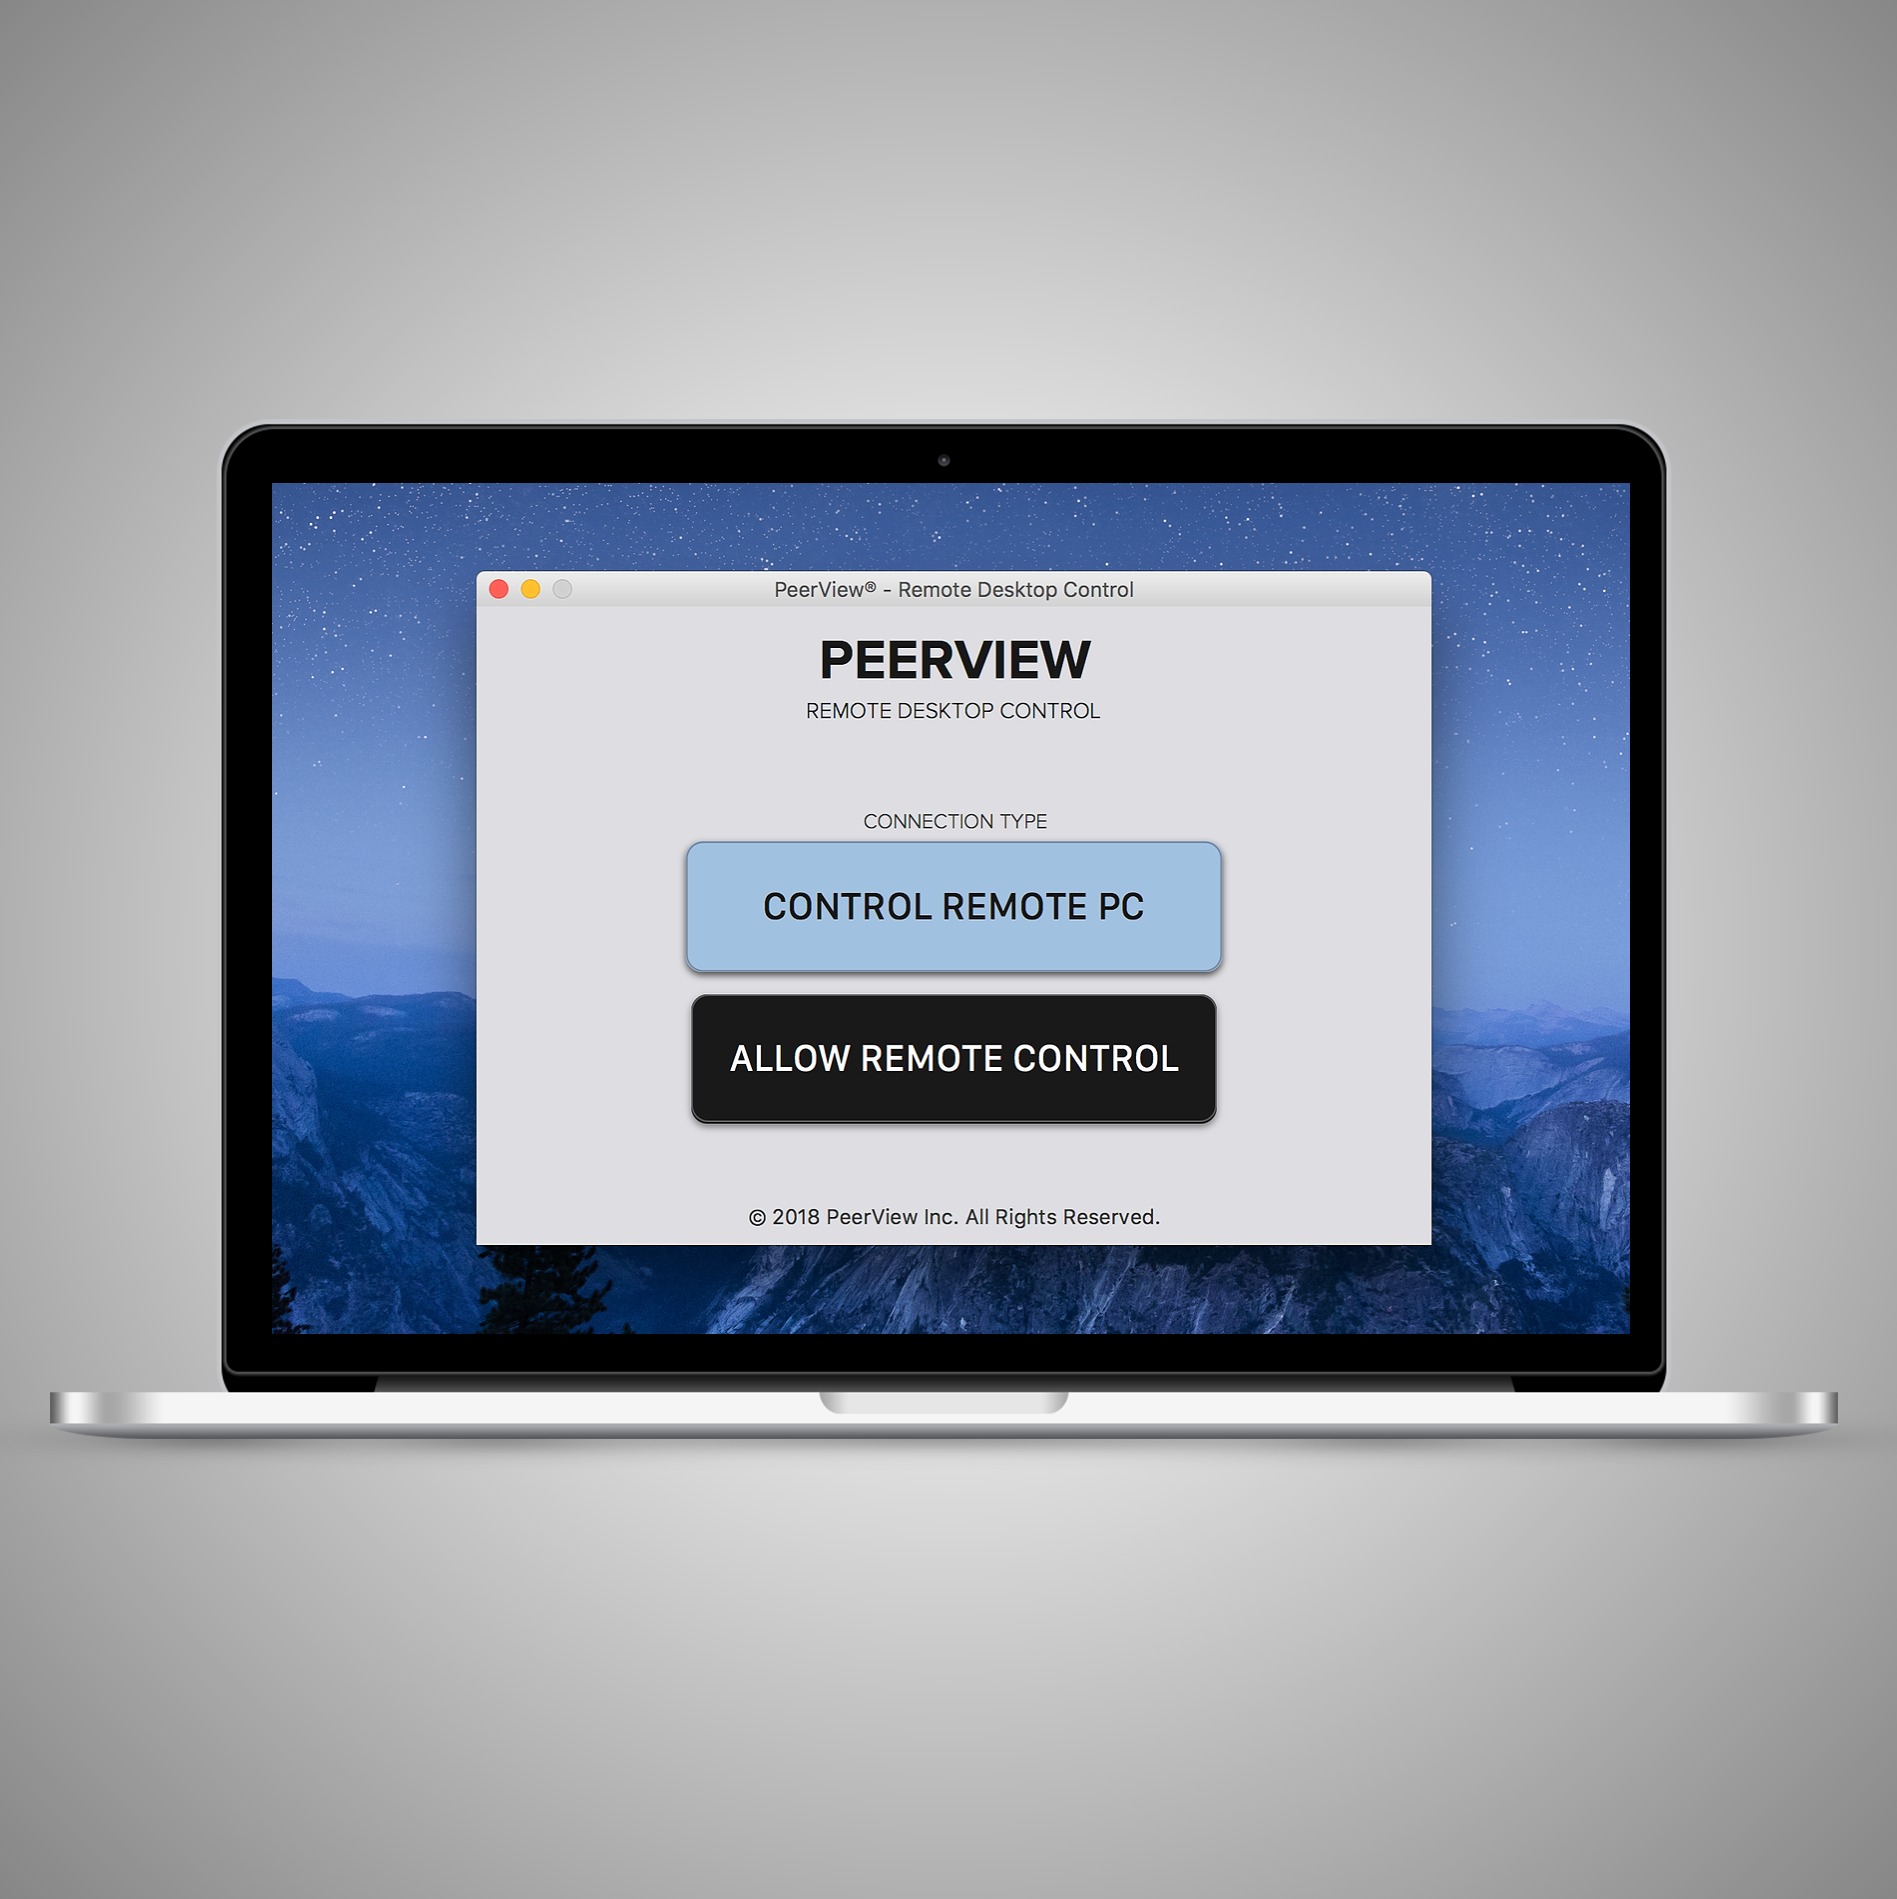 PeerView® - Remote Desktop Control
PEERVIEW
REMOTE DESKTOP CONTROL
CONNECTION TYPE
CONTROL REMOTE PC
ALLOW REMOTE CONTROL
© 2018 PeerView Inc. All Rights Reserved.